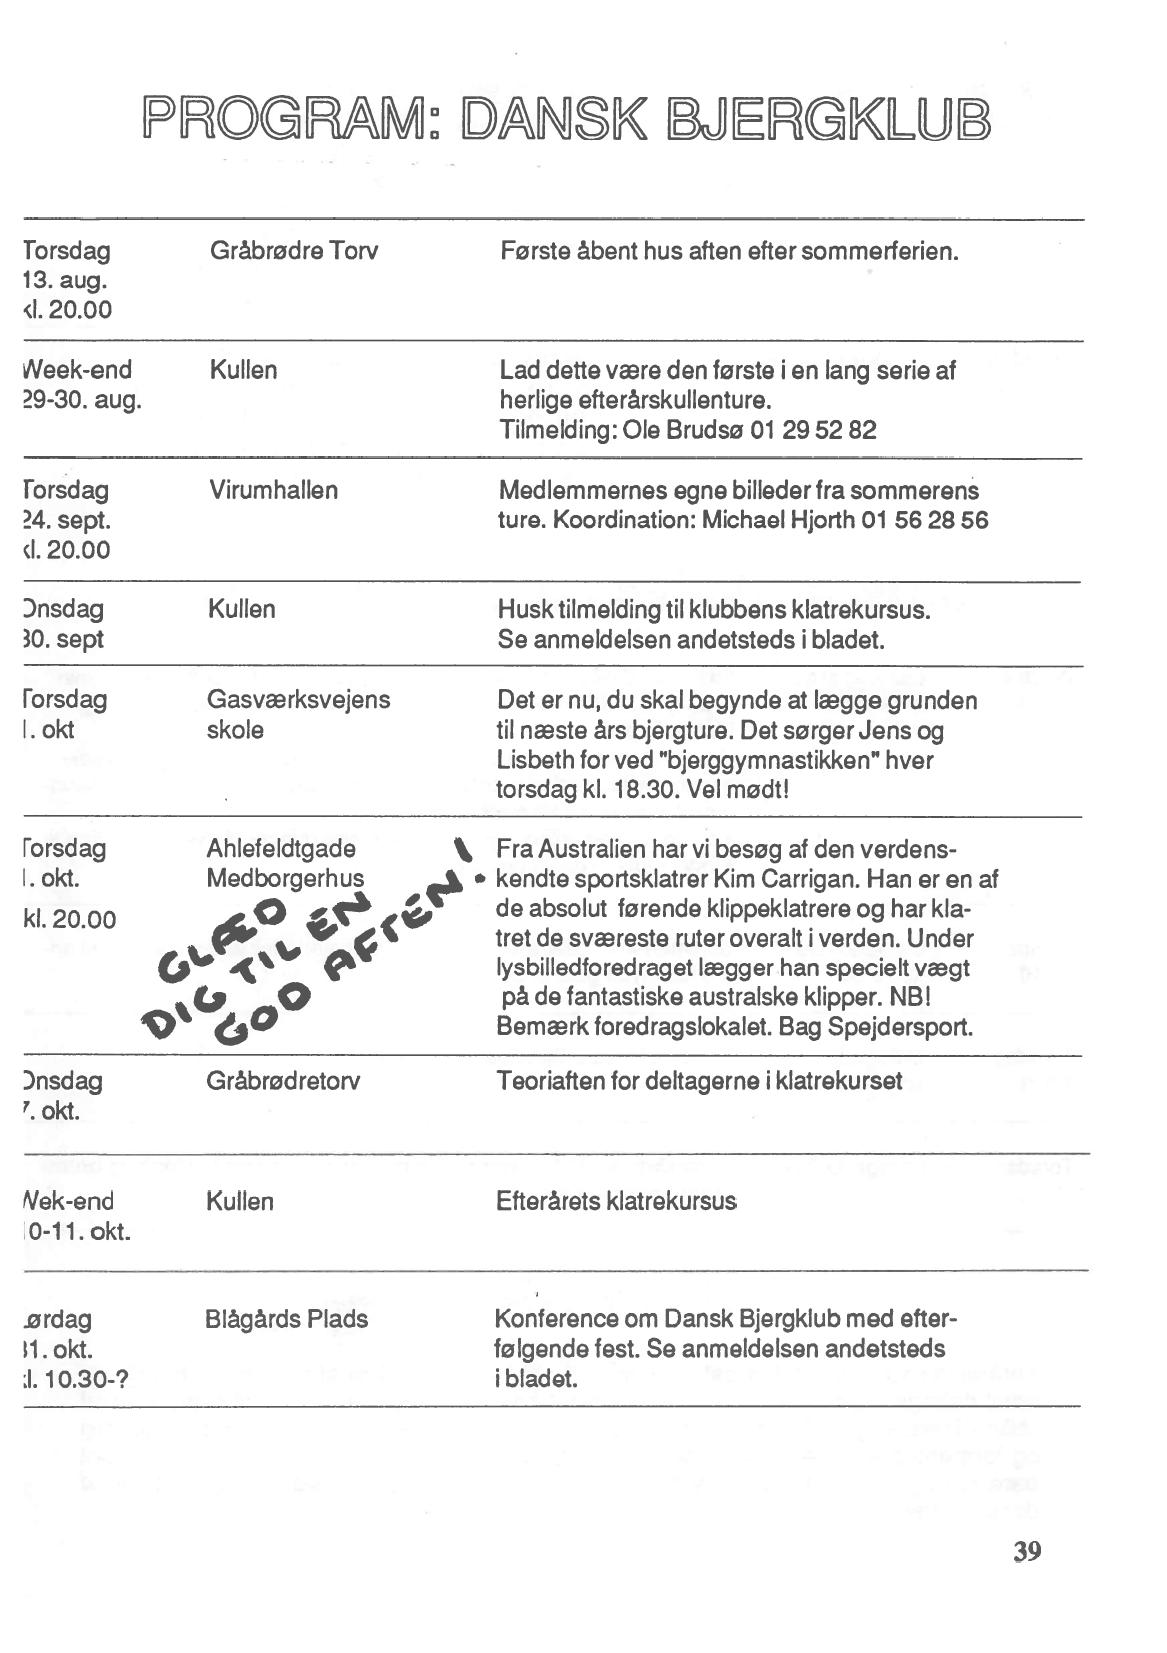 PROGRAM: DANSK BJERGKLUB
Torsdag Gråbrødre Torv Første åbent hus aften efter sommerferien.
13. aug.
kl. 20.00
Week-end Kullen Lad dette være den første i en lang serie af
29-30. aug. herlige efterårskullenture.
Tilmelding: Ole Brudsø 01 29 52 82
Torsdag Virumhallen Medlemmernes egne billeder fra sommerens
24. sept. ture. Koordination: Michael Hjorth 01 56 28 56
kl. 20.00
Onsdag Kullen Husk tilmelding til klubbens klatrekursus.
30. sept Se anmeldelsen andetsteds i bladet.
Torsdag Gasværksvejens Det er nu, du skal begynde at lægge grunden
1. okt skole til næste års bjergture. Det sørger Jens og
Lisbeth for ved "bjerggymnastikken" hver
torsdag kl. 18.30. Vel mødt!
Torsdag Ahlefeldtgade Fra Australien har vi besøg af den verdens-
1. okt. Medborgerhus kendte sportsklatrer Kim Carrigan. Han er en af
kl. 20.00 de absolut førende klippeklatrere og har kla-
tret de sværeste ruter overalt i verden. Under
lysbilledforedraget lægger han specielt vægt
på de fantastiske australske klipper. NB!
Bemærk foredragslokalet. Bag Spejdersport.
GLÆD
DIG TIL EN
GOD AFTEN!
Onsdag Gråbrødretorv Teoriaften for deltagerne i klatrekurset
7. okt.
Wek-end Kullen Efterårets klatrekursus
10-11. okt.
Lørdag Blågårds Plads Konference om Dansk Bjergklub med efter-
31. okt. følgende fest. Se anmeldelsen andetsteds
kl. 10.30-? i bladet.
39